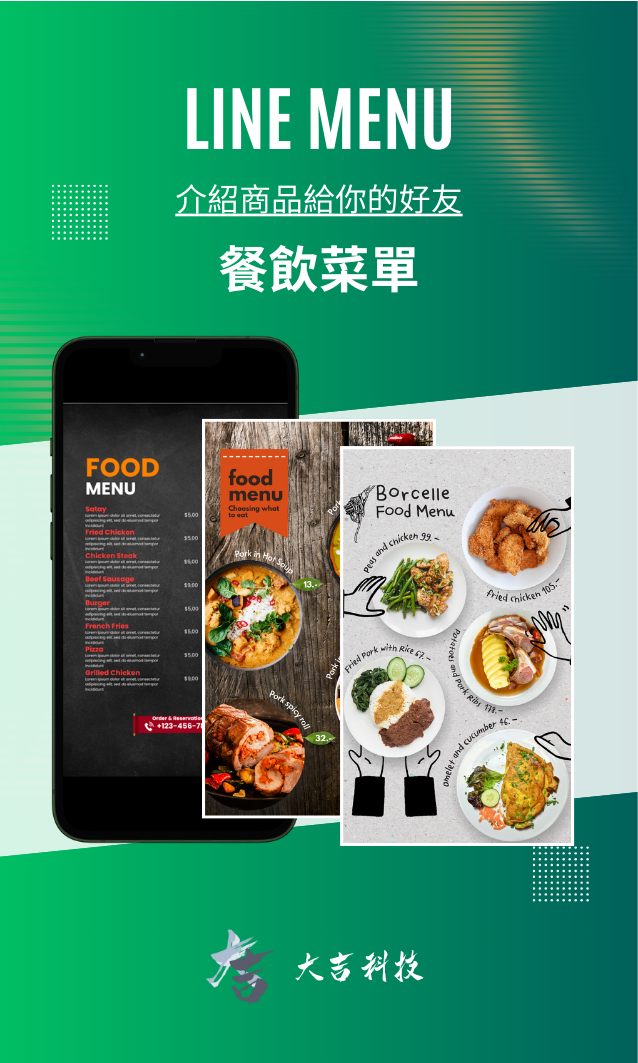 LINE MENU
介紹商品給你的好友
餐飲菜單
FOOD
MENU
Satay
Lorem ipsum dolor sit amet, consectetur
adipiscing elit, sed do eiusmod tempor
incididunt
$5,00
Fried Chicken
Lorem ipsum dolor sit amet, consectetur
adipiscing elit, sed do eiusmod tempor
incididunt
$5,00
Chicken Steak
Lorem ipsum dolor sit amet, consectetur
adipiscing elit, sed do eiusmod tempor
incididunt
$5,00
Beef Sausage
Lorem ipsum dolor sit amet, consectetur
adipiscing elit, sed do eiusmod tempor
incididunt
$5,00
Burger
Lorem ipsum dolor sit amet, consectetur
adipiscing elit, sed do eiusmod tempor
incididunt
$5,00
French Fries
Lorem ipsum dolor sit amet, consectetur
adipiscing elit, sed do eiusmod tempor
incididunt
$5,00
Pizza
Lorem ipsum dolor sit amet, consectetur
adipiscing elit, sed do eiusmod tempor
incididunt
$5,00
Grilled Chicken
Lorem ipsum dolor sit amet, consectetur
adipiscing elit, sed do eiusmod tempor
incididunt
$5,00
Order & Reservation
+123-456-7
food
menu
Choosing what
to eat
Pork in Hot Soup
13.-
Pork spicy roll
32.-
Pork
Pork
Borcelle
Food Menu
Peas and chicken 99.-
fried chicken 105.-
Fried Pork with Rice 67.-
Potatoes and Pork Ribs 178.-
Omelet and cucumber 46.-
大吉科技